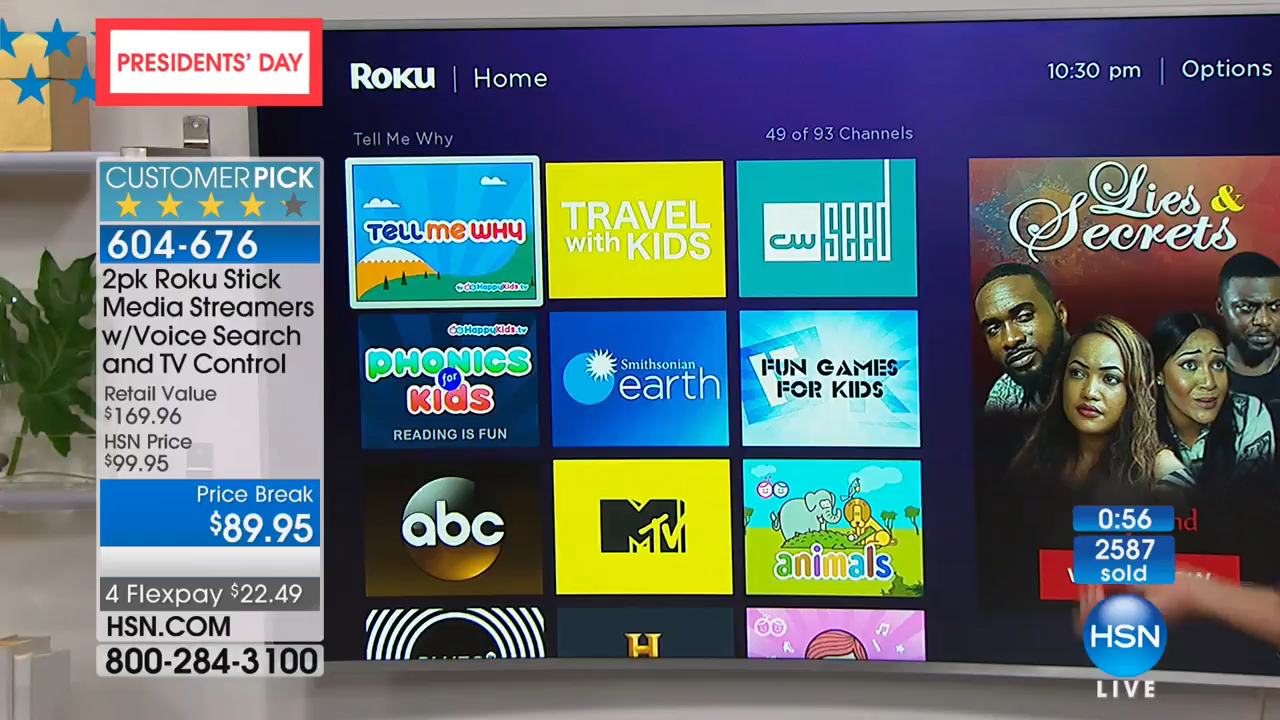 PRESIDENTS' DAY
CUSTOMER PICK
604-676
2pk Roku Stick
Media Streamers
w/Voice Search
and TV Control
Retail Value
$169.96
HSN Price
$99.95
Price Break
$89.95
4 Flexpay $22.49
HSN.COM
800-284-3100
ROKU | Home
10:30 pm | Options
Tell Me Why
49 of 93 Channels
TELL me WHY
HappyKids.tv
TRAVEL
with KIDS
CW SEED
HappyKids.tv
PHONICS
for
KIDS
READING IS FUN
Smithsonian
earth
FUN GAMES
FOR KIDS
abc
MTV
animals
H
Lies &
Secrets
0:56
2587
sold
HSN
LIVE